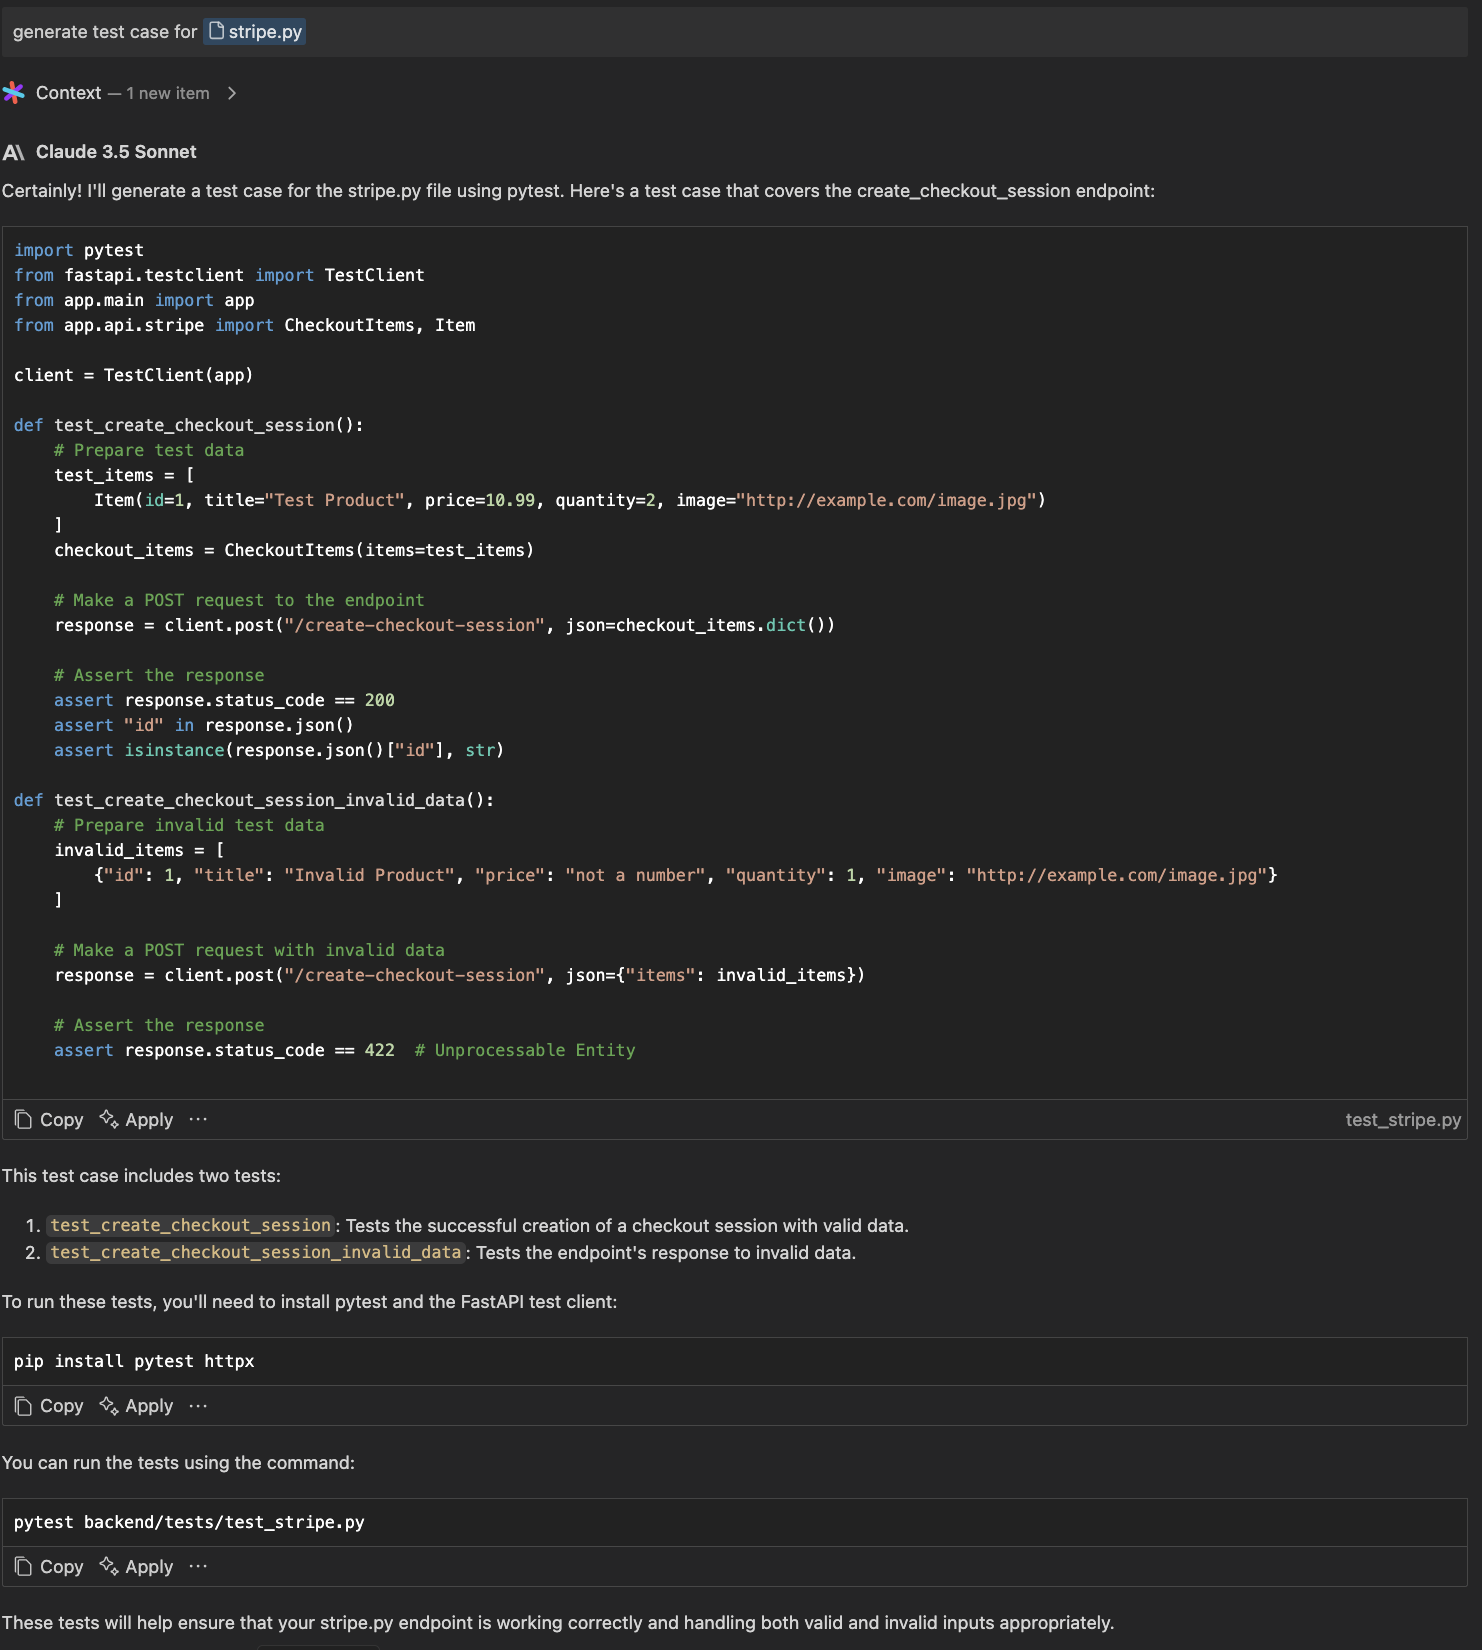 generate test case for stripe.py
Context — 1 new item
Claude 3.5 Sonnet
Certainly! I'll generate a test case for the stripe.py file using pytest. Here's a test case that covers the create_checkout_session endpoint:
import pytest
from fastapi.testclient import TestClient
from app.main import app
from app.api.stripe import CheckoutItems, Item
client = TestClient(app)
def test_create_checkout_session():
    # Prepare test data
    test_items = [
        Item(id=1, title="Test Product", price=10.99, quantity=2, image="http://example.com/image.jpg")
    ]
    checkout_items = CheckoutItems(items=test_items)
    # Make a POST request to the endpoint
    response = client.post("/create-checkout-session", json=checkout_items.dict())
    # Assert the response
    assert response.status_code == 200
    assert "id" in response.json()
    assert isinstance(response.json()["id"], str)
def test_create_checkout_session_invalid_data():
    # Prepare invalid test data
    invalid_items = [
        {"id": 1, "title": "Invalid Product", "price": "not a number", "quantity": 1, "image": "http://example.com/image.jpg"}
    ]
    # Make a POST request with invalid data
    response = client.post("/create-checkout-session", json={"items": invalid_items})
    # Assert the response
    assert response.status_code == 422  # Unprocessable Entity
Copy Apply ···
test_stripe.py
This test case includes two tests:
1. test_create_checkout_session: Tests the successful creation of a checkout session with valid data.
2. test_create_checkout_session_invalid_data: Tests the endpoint's response to invalid data.
To run these tests, you'll need to install pytest and the FastAPI test client:
pip install pytest httpx
Copy Apply ···
You can run the tests using the command:
pytest backend/tests/test_stripe.py
Copy Apply ···
These tests will help ensure that your stripe.py endpoint is working correctly and handling both valid and invalid inputs appropriately.